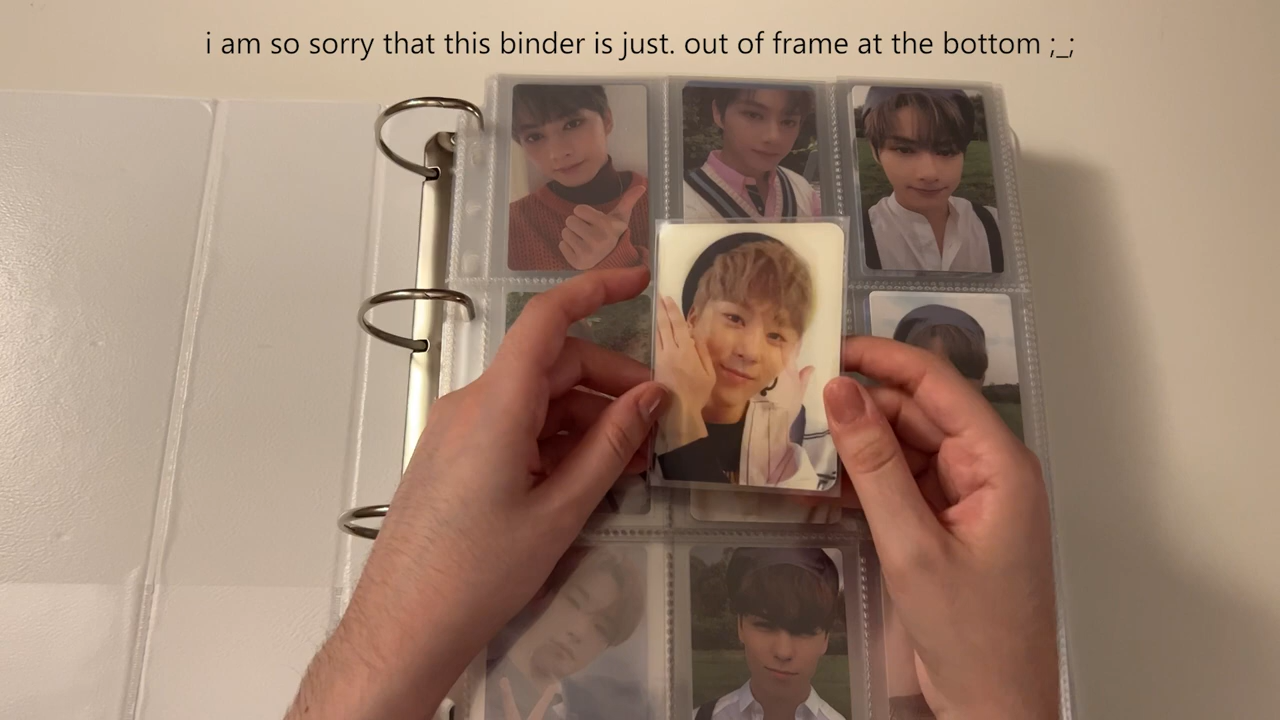 i am so sorry that this binder is just. out of frame at the bottom ;_;